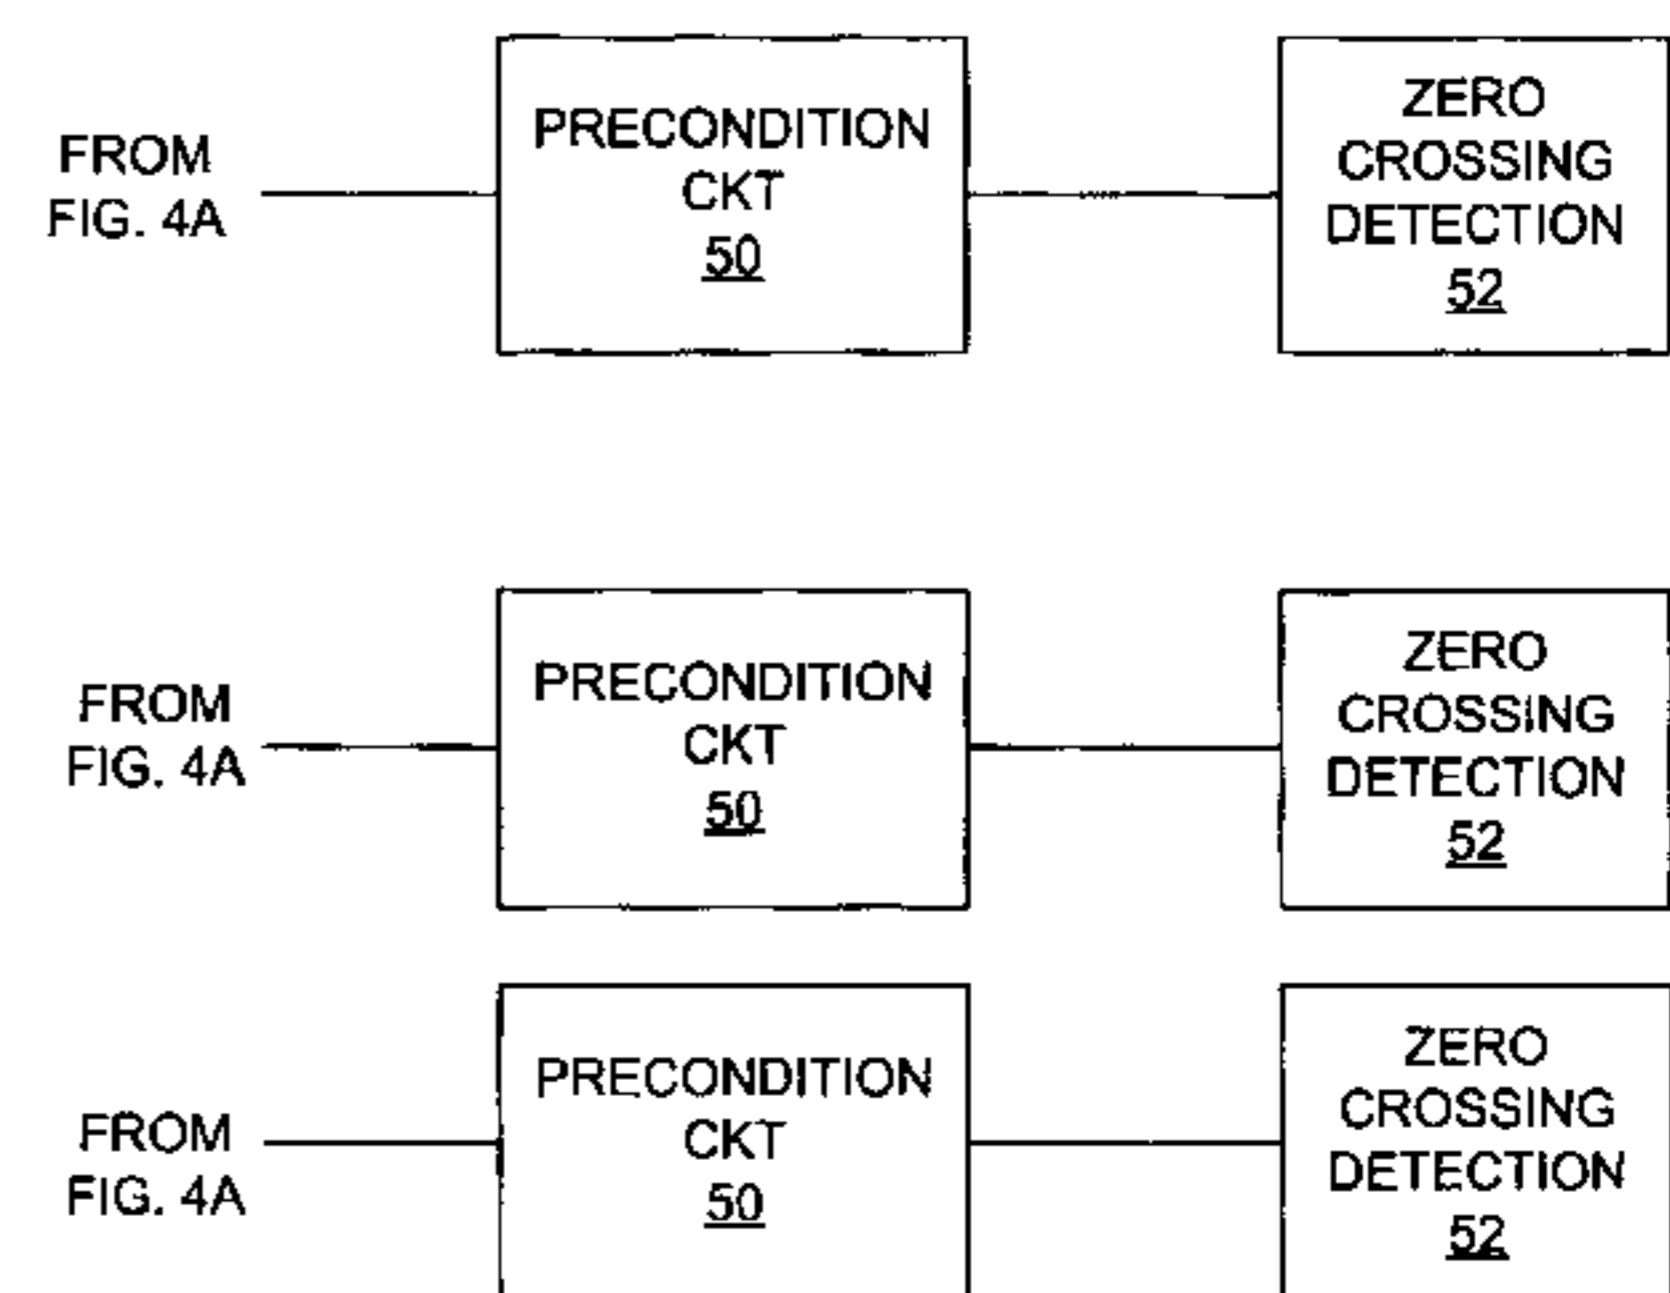 FROM
FIG. 4A
PRECONDITION
CKT
50
ZERO
CROSSING
DETECTION
52
FROM
FIG. 4A
PRECONDITION
CKT
50
ZERO
CROSSING
DETECTION
52
FROM
FIG. 4A
PRECONDITION
CKT
50
ZERO
CROSSING
DETECTION
52